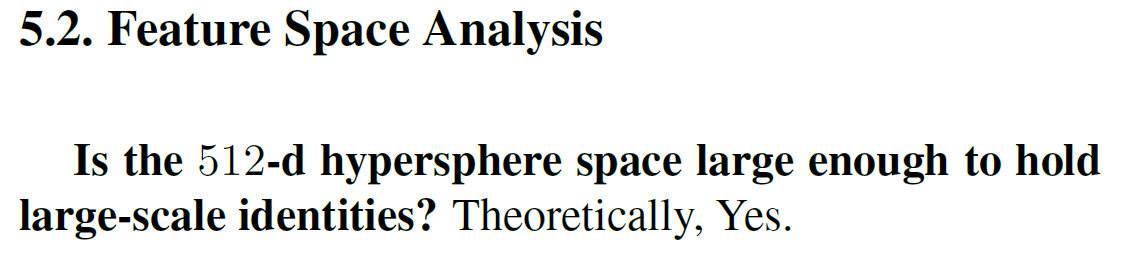 5.2. Feature Space Analysis
Is the 512-d hypersphere space large enough to hold
large-scale identities? Theoretically, Yes.